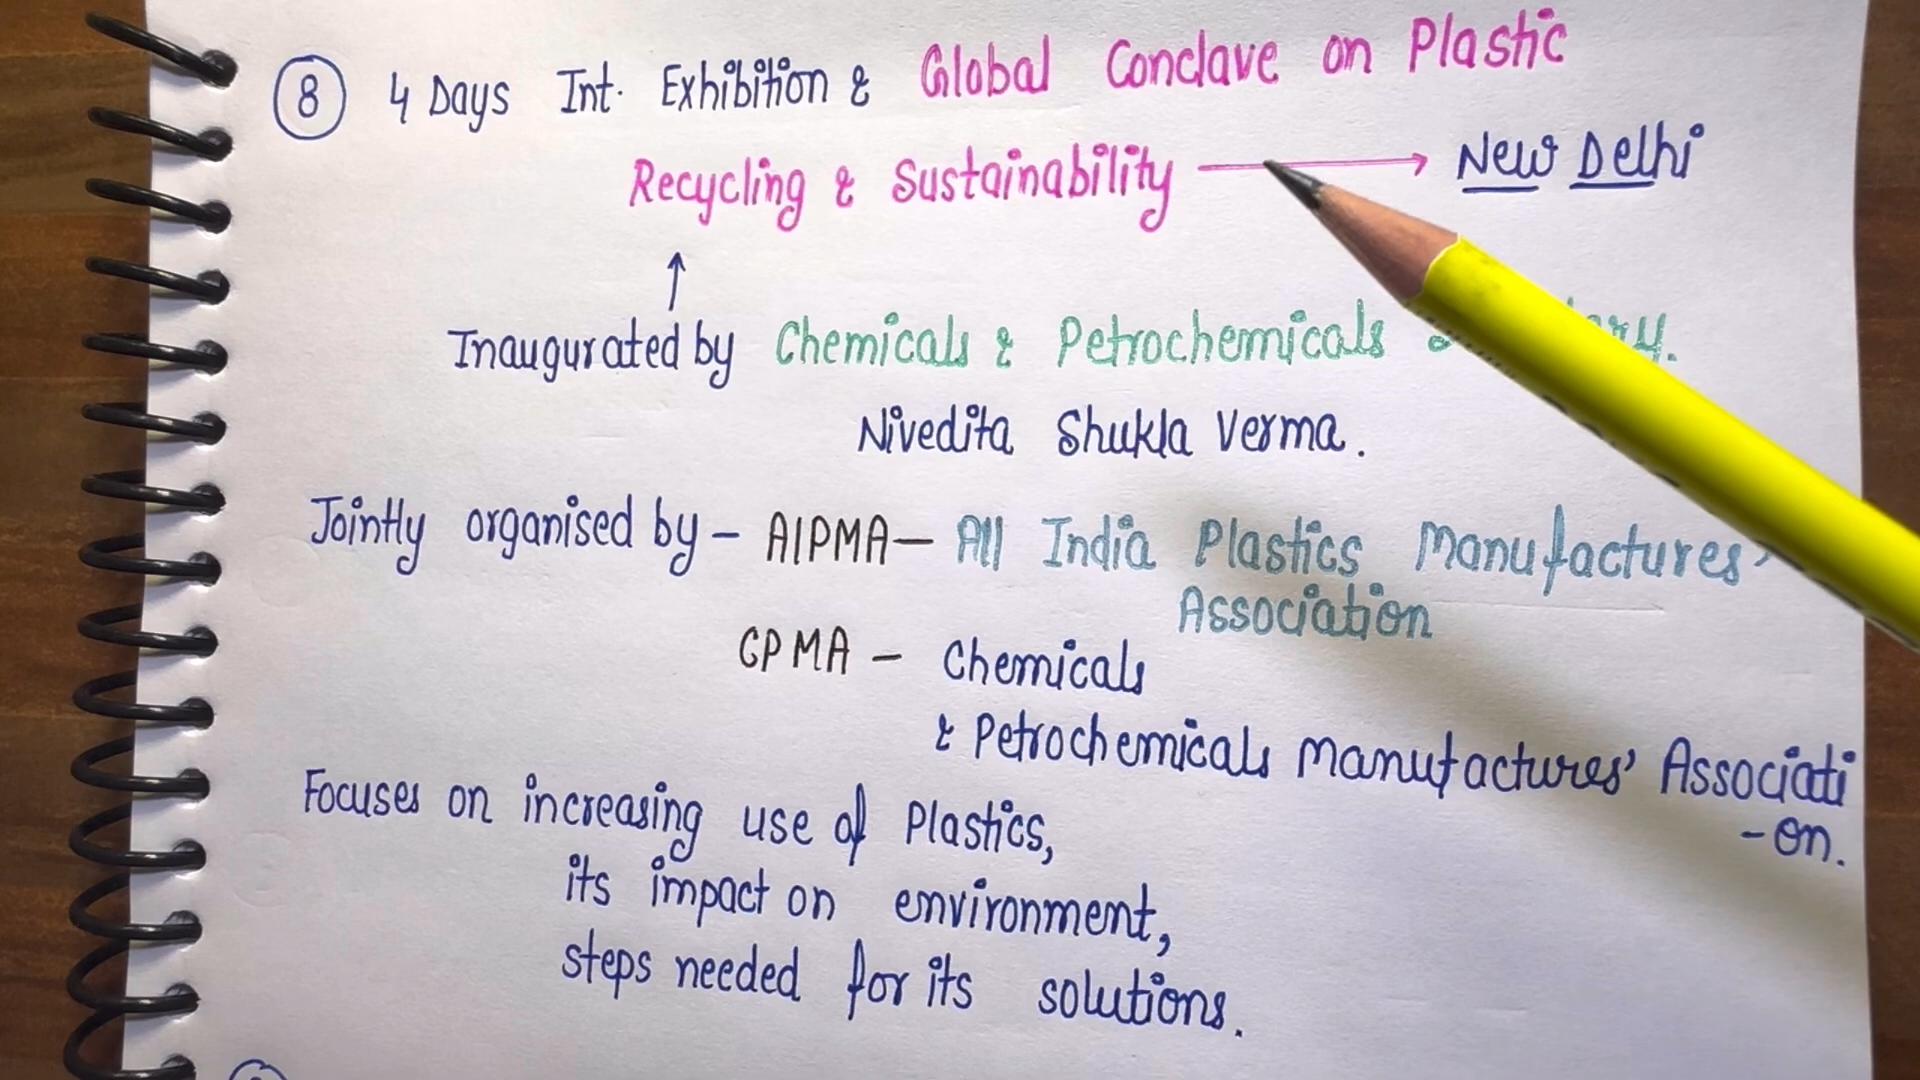 8 4 Days Int. Exhibition & Global Conclave on Plastic
Recycling & Sustainability → New Delhi
↑
Inaugurated by Chemicals & Petrochemicals
Nivedita Shukla Verma.
Jointly organised by - AIPMA - All India Plastics Manufactures'
Association
CPMA - Chemicals
& Petrochemicals Manufactures' Associati
-on.
Focuses on increasing use of Plastics,
its impact on environment,
steps needed for its solutions.